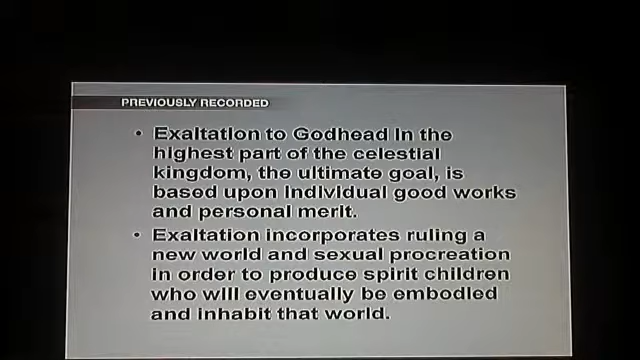 PREVIOUSLY RECORDED
• Exaltation to Godhead in the
highest part of the celestial
kingdom, the ultimate goal, is
based upon individual good works
and personal merit.
• Exaltation incorporates ruling a
new world and sexual procreation
in order to produce spirit children
who will eventually be embodied
and inhabit that world.